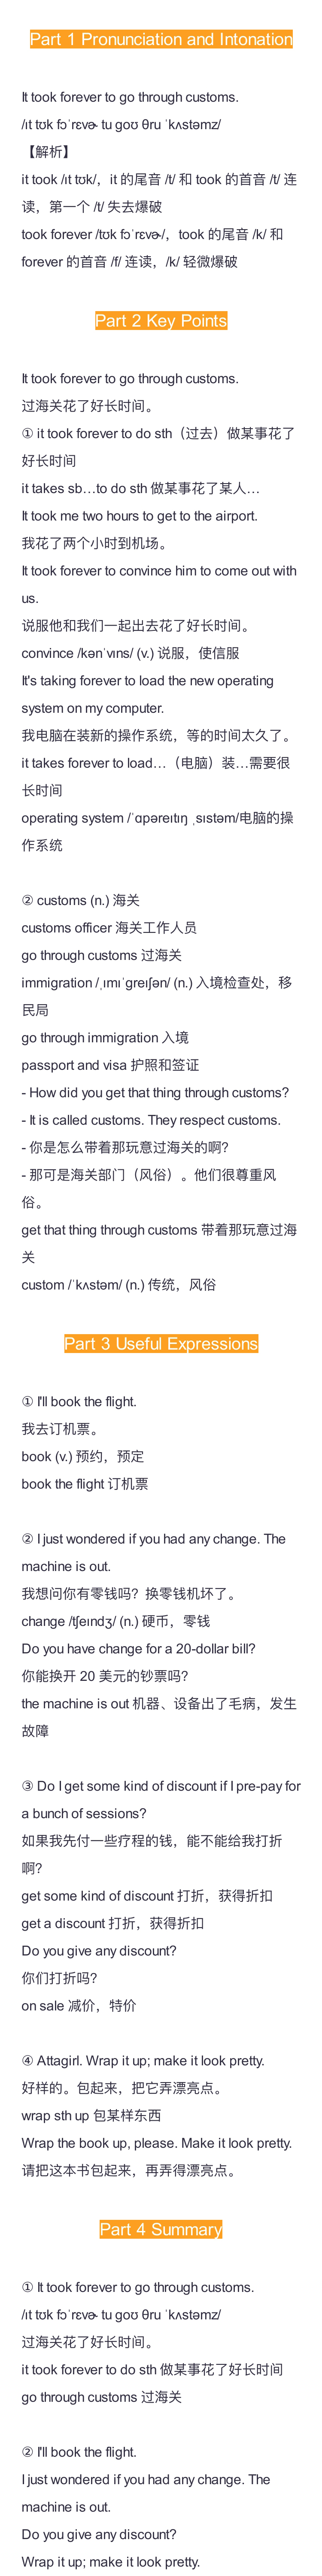 Part 1 Pronunciation and Intonation
It took forever to go through customs.
/ɪt tʊk fɔˈrɛvɚ tu ɡoʊ θru ˈkʌstəmz/
【解析】
it took /ɪt tʊk/，it 的尾音 /t/ 和 took 的首音 /t/ 连
读，第一个 /t/ 失去爆破
took forever /tʊk fɔˈrɛvɚ/，took 的尾音 /k/ 和
forever 的首音 /f/ 连读，/k/ 轻微爆破
Part 2 Key Points
It took forever to go through customs.
过海关花了好长时间。
① it took forever to do sth（过去）做某事花了
好长时间
it takes sb…to do sth 做某事花了某人…
It took me two hours to get to the airport.
我花了两个小时到机场。
It took forever to convince him to come out with
us.
说服他和我们一起出去花了好长时间。
convince /kənˈvɪns/ (v.) 说服，使信服
It's taking forever to load the new operating
system on my computer.
我电脑在装新的操作系统，等的时间太久了。
it takes forever to load…（电脑）装…需要很
长时间
operating system /ˈɑpəreɪtɪŋ ˌsɪstəm/电脑的操
作系统
② customs (n.) 海关
customs officer 海关工作人员
go through customs 过海关
immigration /ˌɪmɪˈɡreɪʃən/ (n.) 入境检查处，移
民局
go through immigration 入境
passport and visa 护照和签证
- How did you get that thing through customs?
- It is called customs. They respect customs.
- 你是怎么带着那玩意过海关的啊？
- 那可是海关部门（风俗）。他们很尊重风
俗。
get that thing through customs 带着那玩意过海
关
custom /ˈkʌstəm/ (n.) 传统，风俗
Part 3 Useful Expressions
① I'll book the flight.
我去订机票。
book (v.) 预约，预定
book the flight 订机票
② I just wondered if you had any change. The
machine is out.
我想问你有零钱吗？换零钱机坏了。
change /tʃeɪndʒ/ (n.) 硬币，零钱
Do you have change for a 20-dollar bill?
你能换开 20 美元的钞票吗？
the machine is out 机器、设备出了毛病，发生
故障
③ Do I get some kind of discount if I pre-pay for
a bunch of sessions?
如果我先付一些疗程的钱，能不能给我打折
啊？
get some kind of discount 打折，获得折扣
get a discount 打折，获得折扣
Do you give any discount?
你们打折吗？
on sale 减价，特价
④ Attagirl. Wrap it up; make it look pretty.
好样的。包起来，把它弄漂亮点。
wrap sth up 包某样东西
Wrap the book up, please. Make it look pretty.
请把这本书包起来，再弄得漂亮点。
Part 4 Summary
① It took forever to go through customs.
/ɪt tʊk fɔˈrɛvɚ tu ɡoʊ θru ˈkʌstəmz/
过海关花了好长时间。
it took forever to do sth 做某事花了好长时间
go through customs 过海关
② I'll book the flight.
I just wondered if you had any change. The
machine is out.
Do you give any discount?
Wrap it up; make it look pretty.